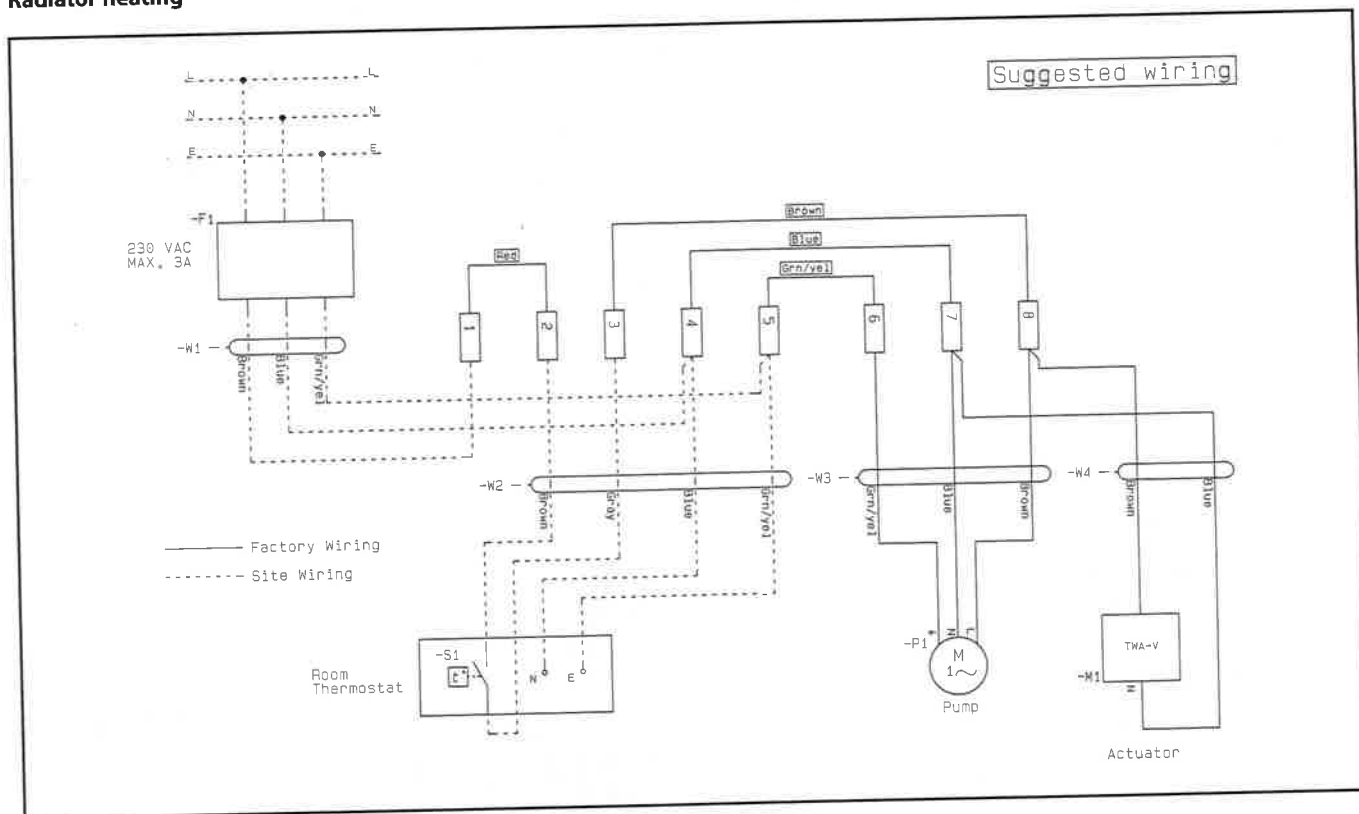 Radiator heating
Suggested wiring
L L
N N
E E
-F1
230 VAC
MAX. 3A
Brown
Blue
Grn/yel
Red
1 2 3 4 5 6 7 8
-W1
Brown Blue Grn/yel
-W2
Brown Gray Blue Grn/yel
-W3
Grn/yel Blue Brown
-W4
Brown Blue
Factory Wiring
Site Wiring
Room
Thermostat
-S1
t°
N E
-P1
N L
M
1~
Pump
TWA-V
-M1
N
Actuator